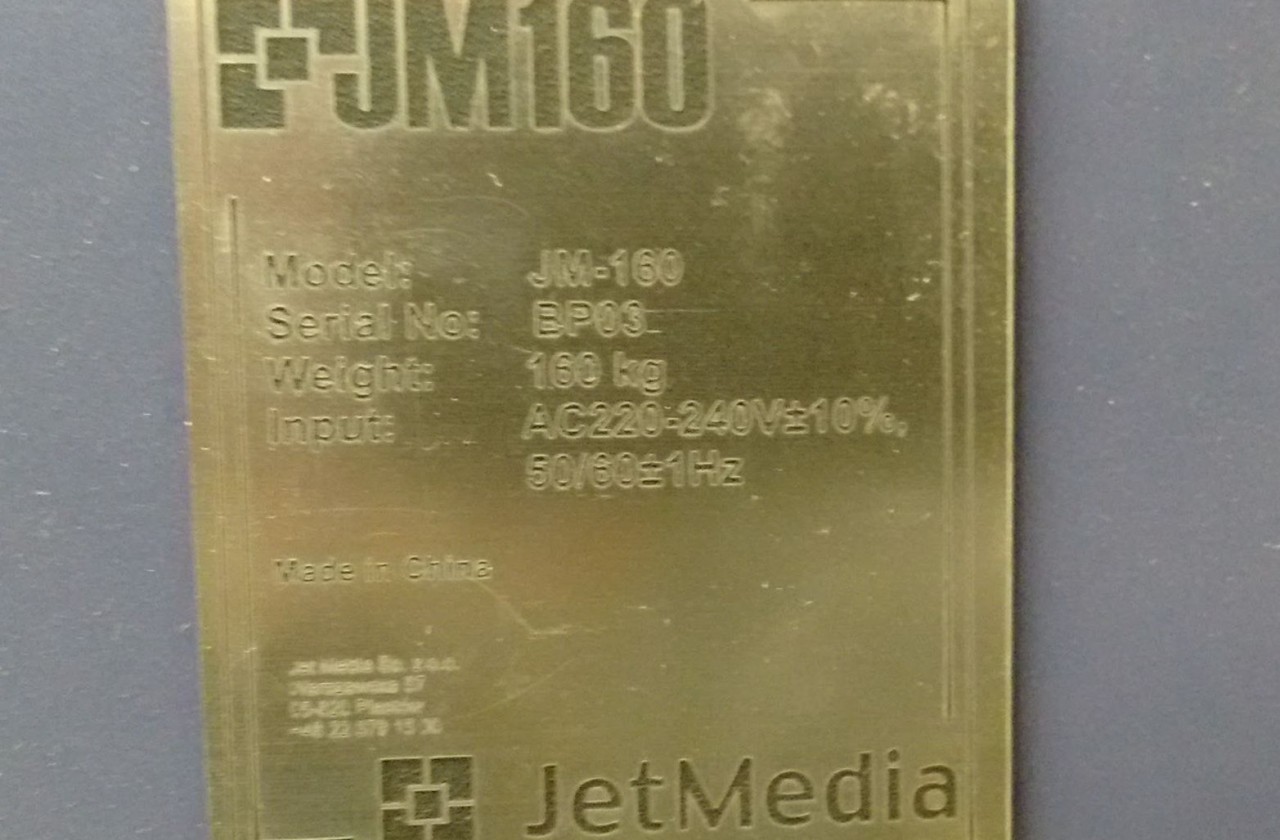 JM160
Model: JM-160
Serial No: BP03
Weight: 160 kg
Input: AC220-240V±10%,
50/60±1Hz
Made in China
Jet Media Sp. z o.o.
JetMedia